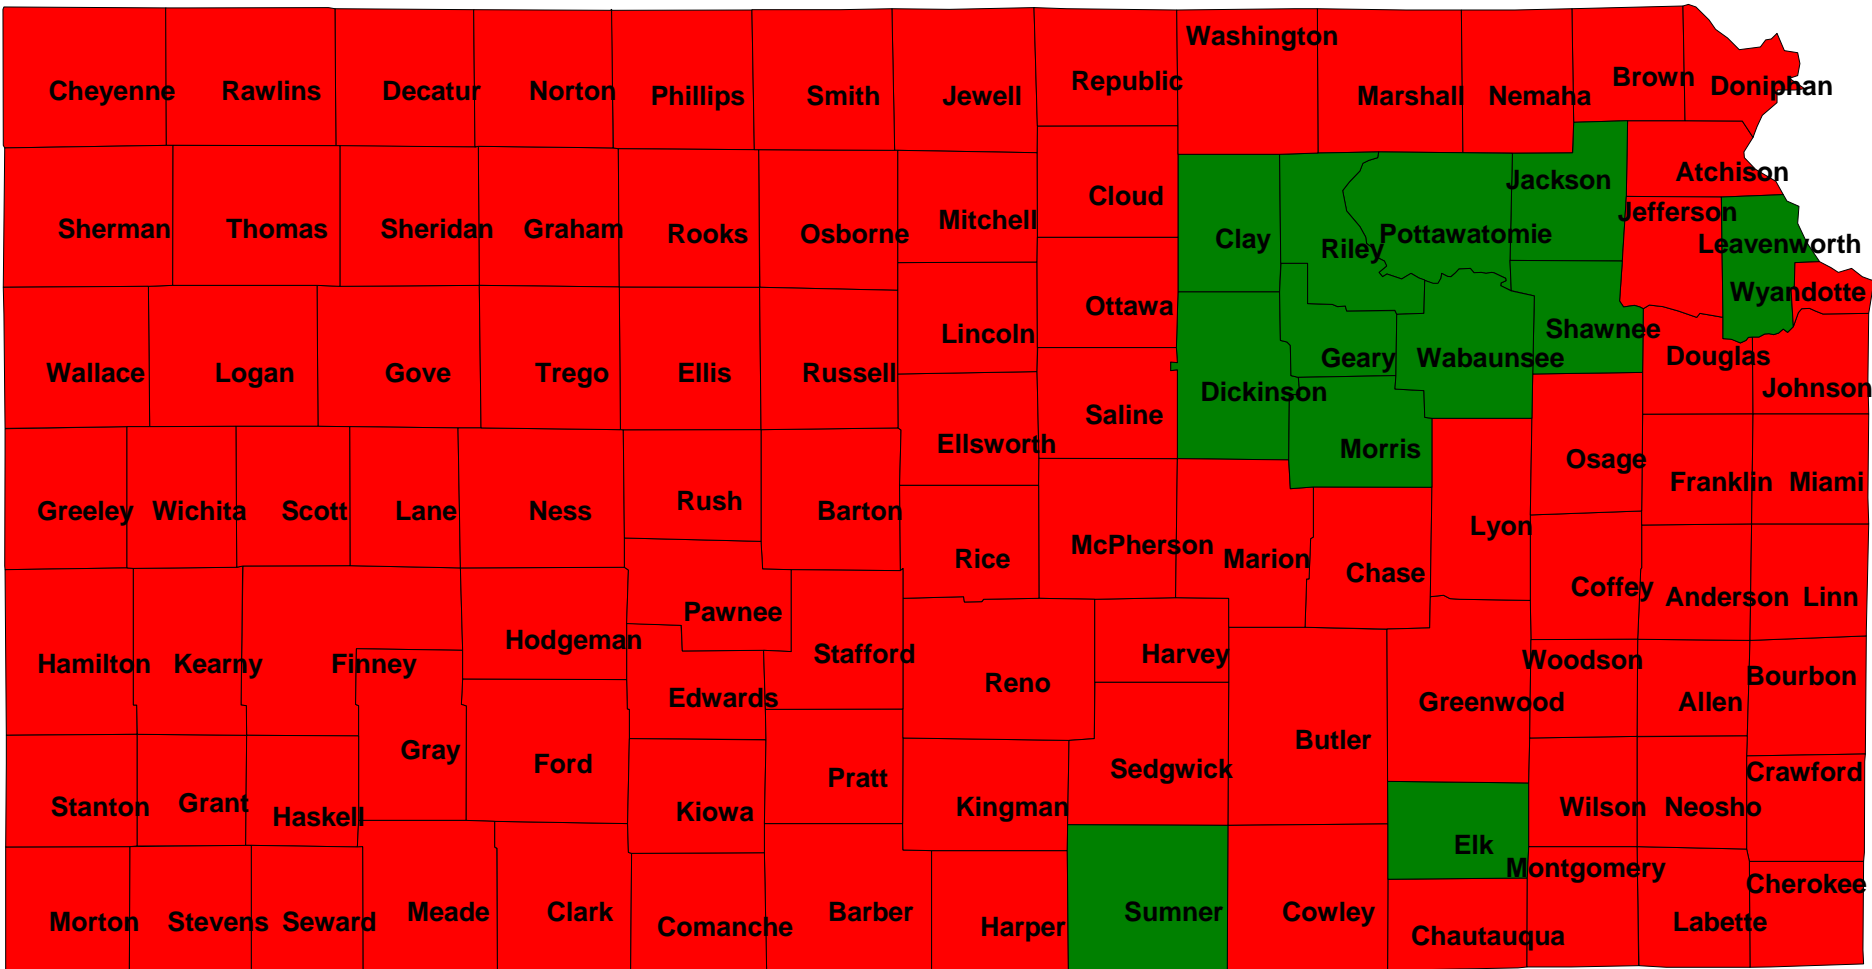 Washington
Cheyenne
Rawlins
Decatur
Norton
Phillips
Smith
Jewell
Republic
Marshall
Nemaha
Brown
Doniphan
Sherman
Thomas
Sheridan
Graham
Rooks
Osborne
Mitchell
Cloud
Clay
Riley
Pottawatomie
Jackson
Atchison
Jefferson
Leavenworth
Wyandotte
Wallace
Logan
Gove
Trego
Ellis
Russell
Lincoln
Ottawa
Saline
Dickinson
Geary
Wabaunsee
Shawnee
Douglas
Johnson
Greeley
Wichita
Scott
Lane
Ness
Rush
Barton
Ellsworth
Rice
McPherson
Marion
Morris
Chase
Lyon
Osage
Franklin
Miami
Coffey
Anderson
Linn
Hamilton
Kearny
Finney
Hodgeman
Pawnee
Edwards
Stafford
Reno
Harvey
Sedgwick
Butler
Greenwood
Woodson
Allen
Bourbon
Stanton
Grant
Haskell
Gray
Ford
Kiowa
Pratt
Kingman
Elk
Wilson
Neosho
Crawford
Morton
Stevens
Seward
Meade
Clark
Comanche
Barber
Harper
Sumner
Cowley
Chautauqua
Montgomery
Labette
Cherokee